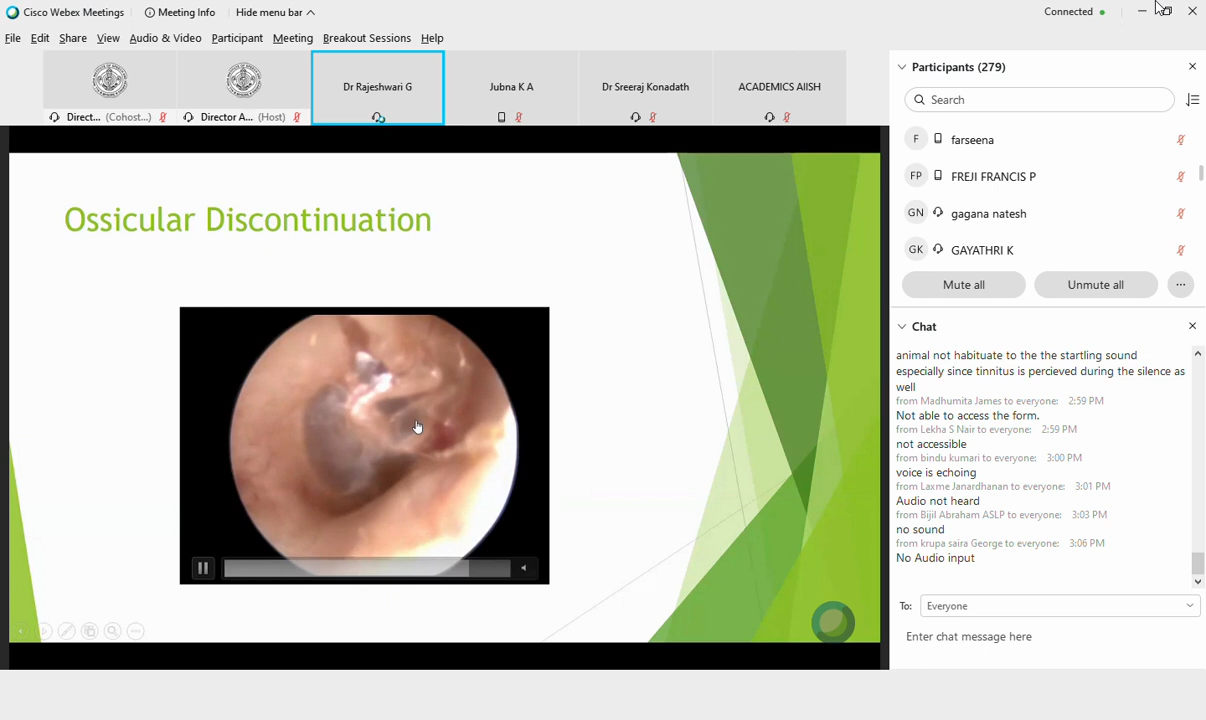 Cisco Webex Meetings
Meeting Info
Hide menu bar
Connected
File Edit Share View Audio & Video Participant Meeting Breakout Sessions Help
Direct... (Cohost...)
Director A... (Host)
Dr Rajeshwari G
Jubna K A
Dr Sreeraj Konadath
ACADEMICS AIISH
Ossicular Discontinuation
Participants (279)
Search
F farseena
FP FREJI FRANCIS P
GN gagana natesh
GK GAYATHRI K
Mute all
Unmute all
Chat
animal not habituate to the the startling sound
especially since tinnitus is percieved during the silence as
well
from Madhumita James to everyone: 2:59 PM
Not able to access the form.
from Lekha S Nair to everyone: 2:59 PM
not accessible
from bindu kumari to everyone: 3:00 PM
voice is echoing
from Laxme Janardhanan to everyone: 3:01 PM
Audio not heard
from Bijil Abraham ASLP to everyone: 3:03 PM
no sound
from krupa saira George to everyone: 3:06 PM
No Audio input
To: Everyone
Enter chat message here